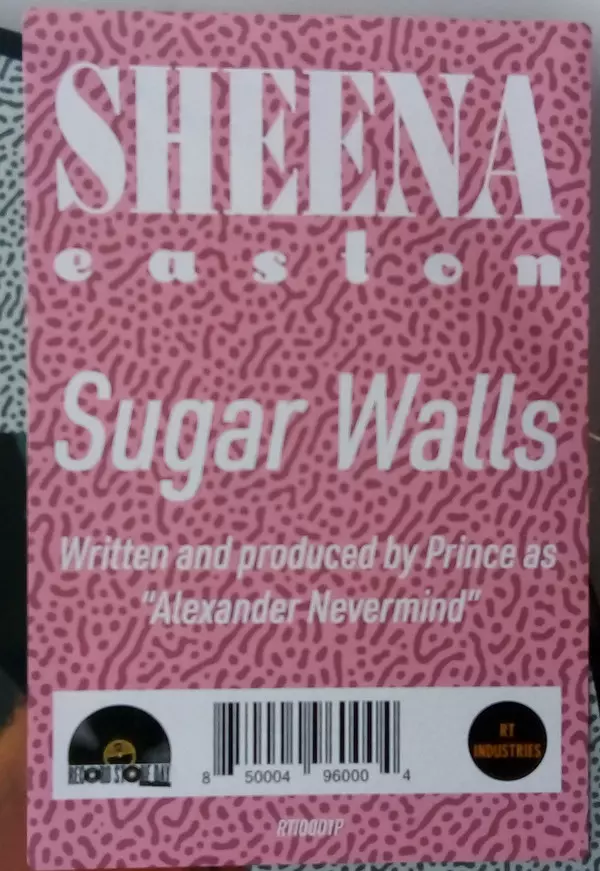 SHEENA
easton
Sugar Walls
Written and produced by Prince as
"Alexander Nevermind"
RECORD STORE DAY
8 50004 96000 4
RT
INDUSTRIES
RTI0001P